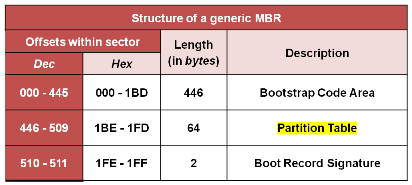 Structure of a generic MBR
Offsets within sector Length (in bytes) Description
Dec Hex
000 - 445 000 - 1BD 446 Bootstrap Code Area
446 - 509 1BE - 1FD 64 Partition Table
510 - 511 1FE - 1FF 2 Boot Record Signature